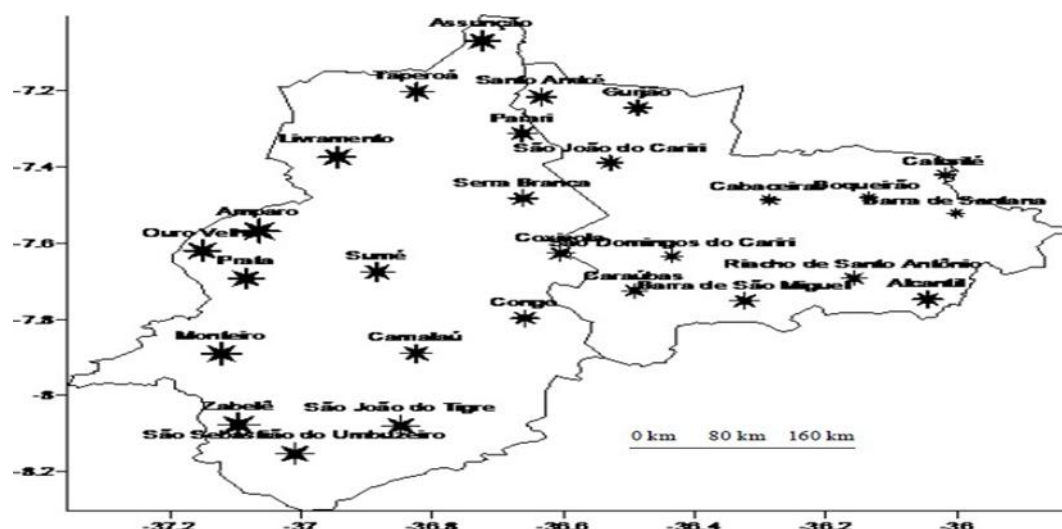 Assunção
Taperoá
Santo André
Gurjão
-7.2
Parari
Livramento
São João do Cariri
-7.4
Caturité
Serra Branca
Cabaceiras
Boqueirão
Barra de Santana
Amparo
Ouro Velho
-7.6
Coxixola
São Domingos do Cariri
Prata
Sumé
Riacho de Santo Antônio
Caraúbas
Barra de São Miguel
Alcantil
-7.8
Congo
Monteiro
Camalaú
-8
Zabelê
São João do Tigre
São Sebastião do Umbuzeiro
0 km 80 km 160 km
-8.2
-37.2 -37 -36.8 -36.6 -36.4 -36.2 -36